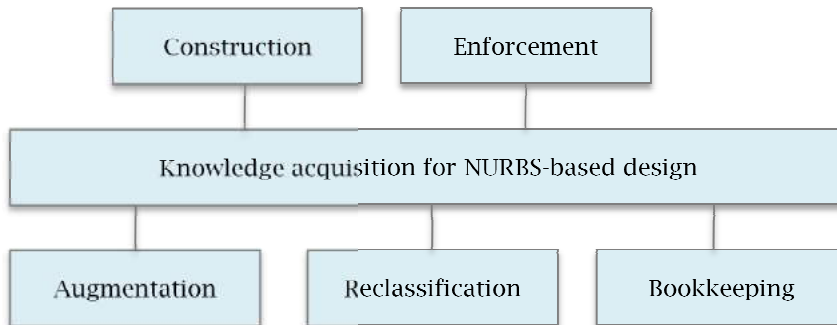 Construction
Enforcement
Knowledge acquisition for NURBS-based design
Augmentation
Reclassification
Bookkeeping